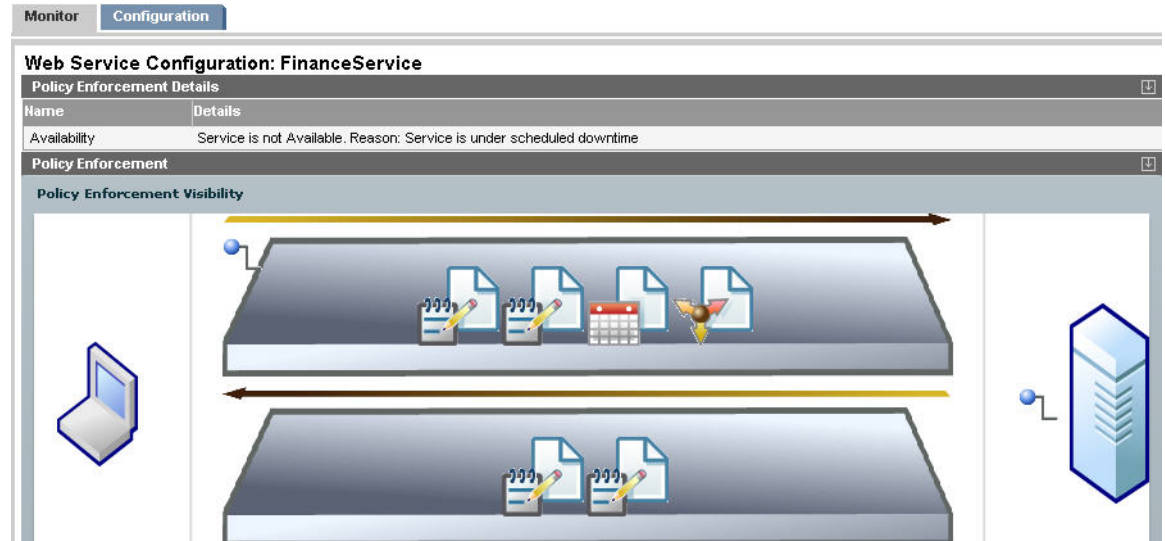 Monitor Configuration
Web Service Configuration: FinanceService
Policy Enforcement Details
Name Details
Availability Service is not Available. Reason: Service is under scheduled downtime
Policy Enforcement
Policy Enforcement Visibility